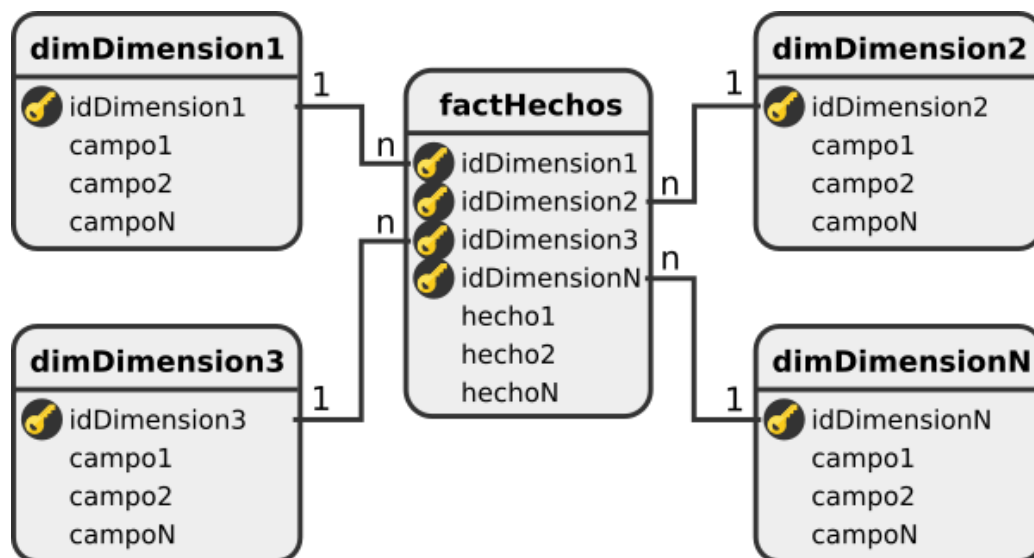 dimDimension1
idDimension1
campo1
campo2
campoN
1
n
factHechos
idDimension1
idDimension2
idDimension3
idDimensionN
hecho1
hecho2
hechoN
dimDimension2
idDimension2
campo1
campo2
campoN
1
n
dimDimension3
idDimension3
campo1
campo2
campoN
1
n
dimDimensionN
idDimensionN
campo1
campo2
campoN
1
n